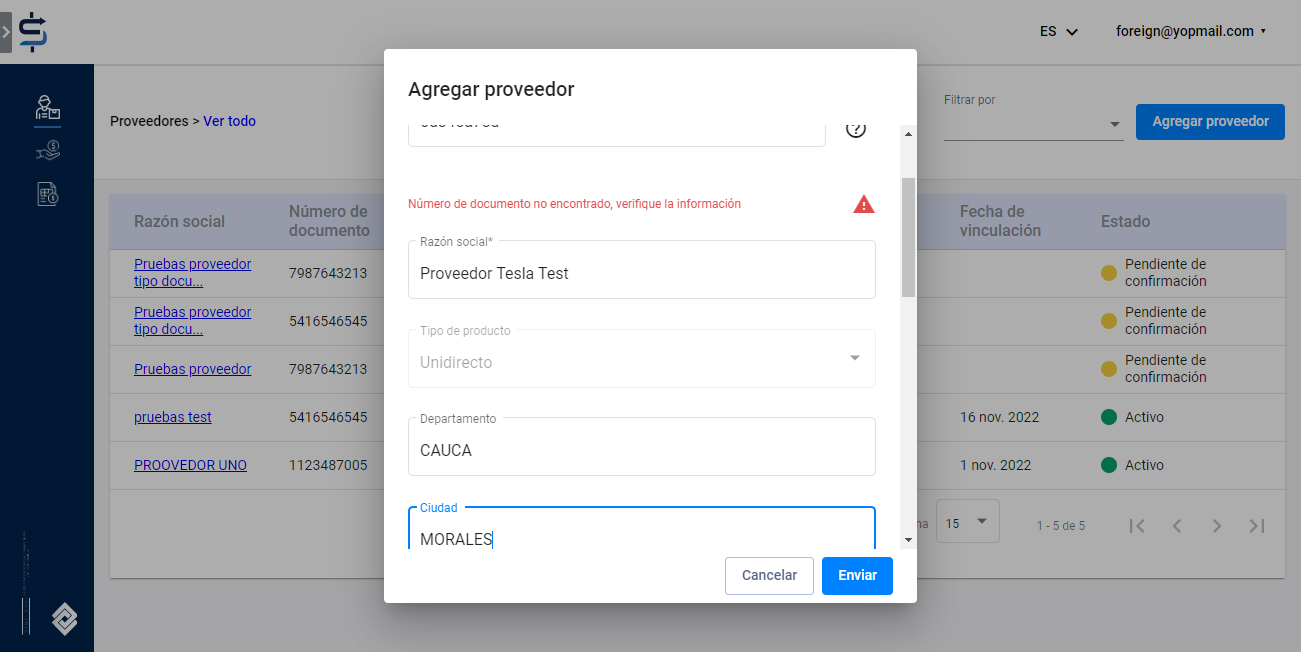 ES
foreign@yopmail.com
Agregar proveedor
Proveedores > Ver todo
Filtrar por
Agregar proveedor
Número de documento no encontrado, verifique la información
Razón social*
Proveedor Tesla Test
Tipo de producto
Unidirecto
Departamento
CAUCA
Ciudad
MORALES
Cancelar
Enviar
Razón social
Número de
documento
Fecha de
vinculación
Estado
Pruebas proveedor
tipo docu...
7987643213
Pendiente de
confirmación
Pruebas proveedor
tipo docu...
5416546545
Pendiente de
confirmación
Pruebas proveedor
7987643213
Pendiente de
confirmación
pruebas test
5416546545
16 nov. 2022
Activo
PROOVEDOR UNO
1123487005
1 nov. 2022
Activo
15
1 - 5 de 5